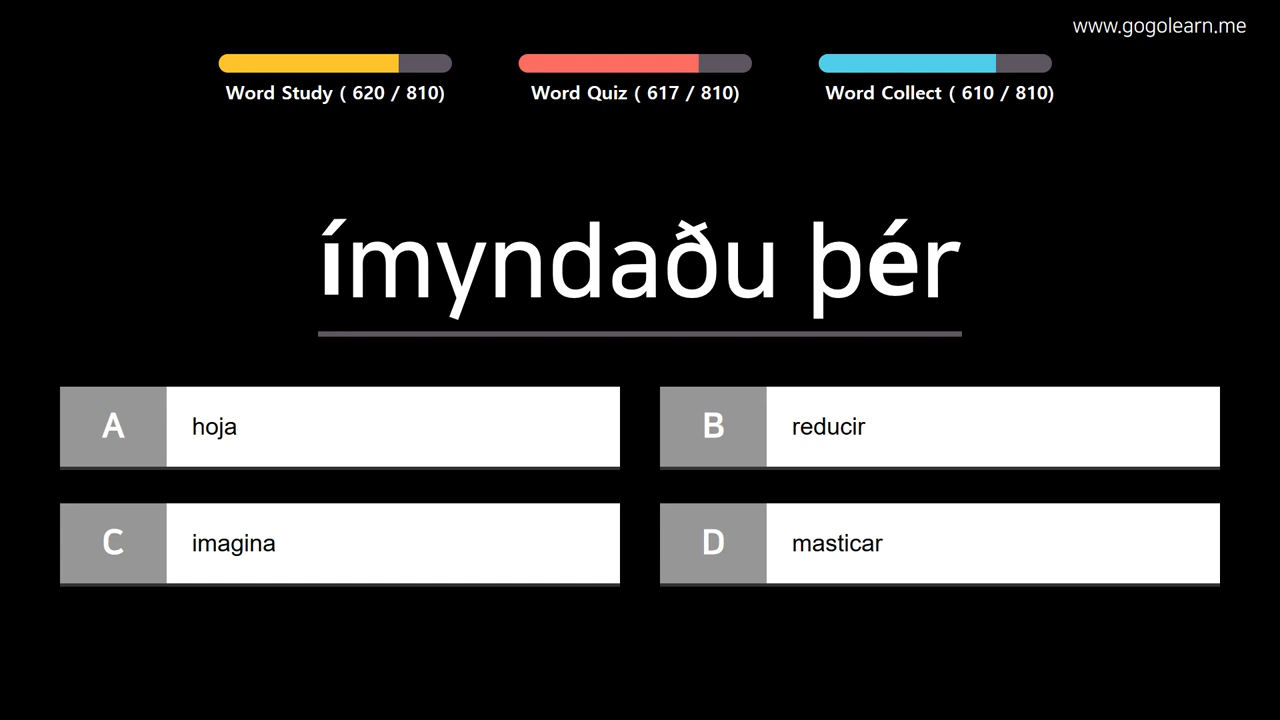 www.gogolearn.me
Word Study ( 620 / 810)
Word Quiz ( 617 / 810)
Word Collect ( 610 / 810)
ímyndaðu þér
A hoja
B reducir
C imagina
D masticar